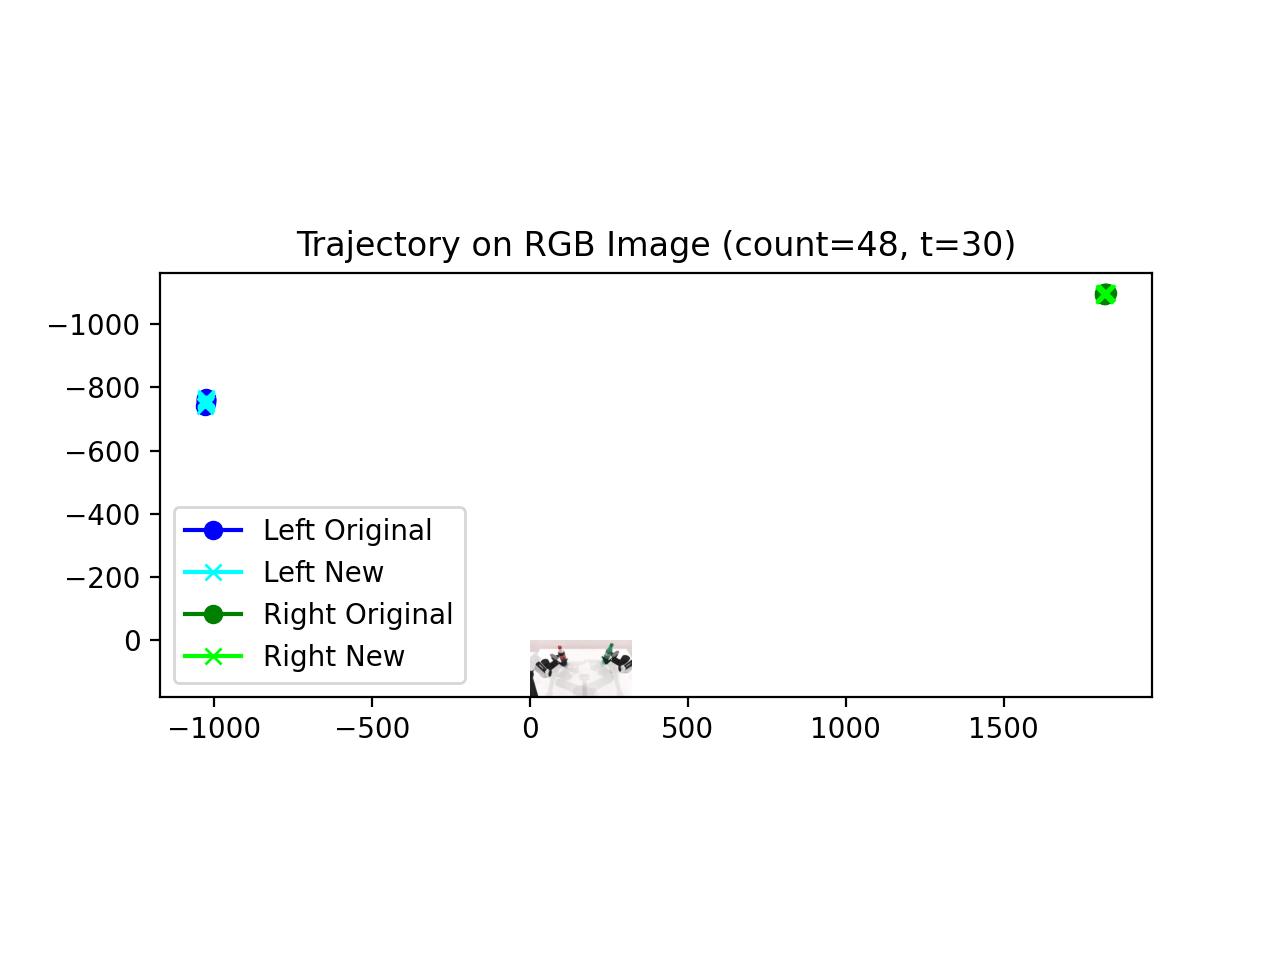 Trajectory on RGB Image (count=48, t=30)
−1000
−800
−600
−400
−200
0
Left Original
Left New
Right Original
Right New
−1000 −500 0 500 1000 1500